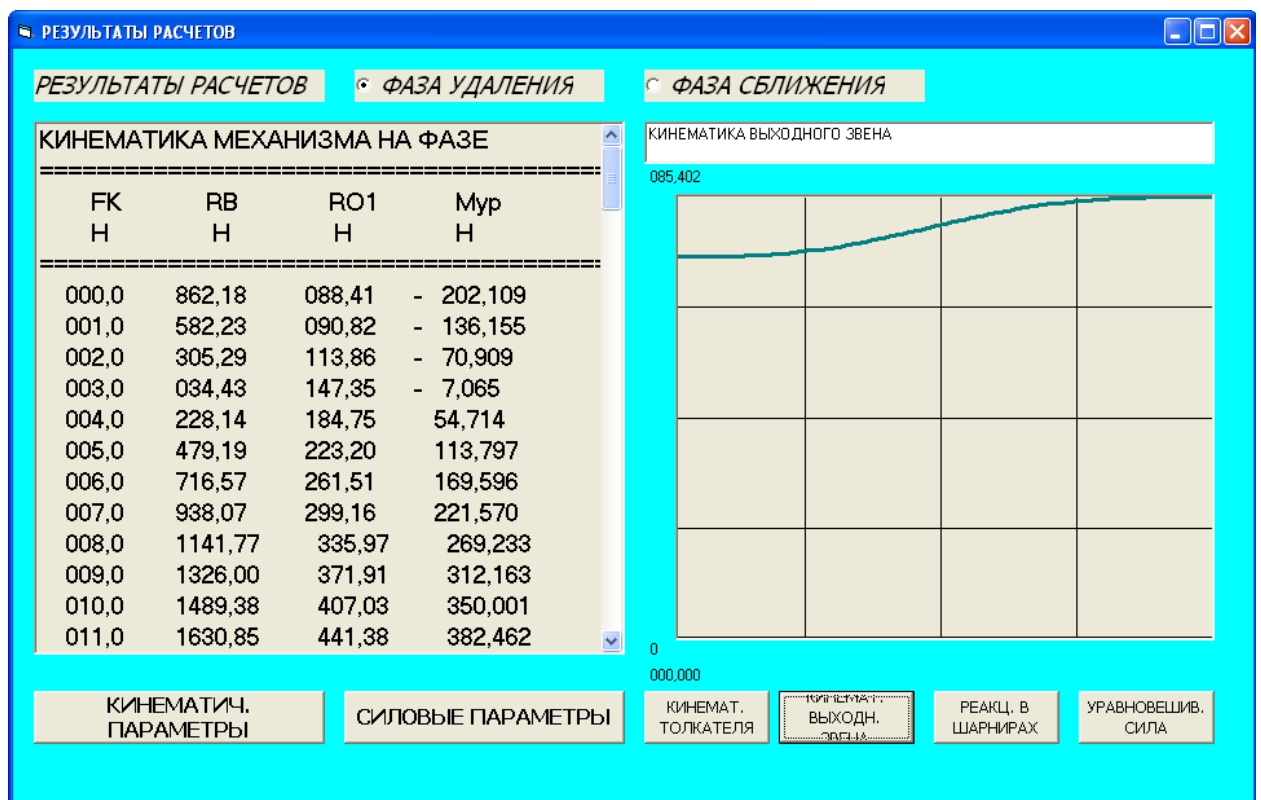 РЕЗУЛЬТАТЫ РАСЧЕТОВ
РЕЗУЛЬТАТЫ РАСЧЕТОВ
ФАЗА УДАЛЕНИЯ
ФАЗА СБЛИЖЕНИЯ
КИНЕМАТИКА МЕХАНИЗМА НА ФАЗЕ
==========================================
FK RB RO1 Мур
Н Н Н Н
==========================================
000,0 862,18 088,41 - 202,109
001,0 582,23 090,82 - 136,155
002,0 305,29 113,86 - 70,909
003,0 034,43 147,35 - 7,065
004,0 228,14 184,75 54,714
005,0 479,19 223,20 113,797
006,0 716,57 261,51 169,596
007,0 938,07 299,16 221,570
008,0 1141,77 335,97 269,233
009,0 1326,00 371,91 312,163
010,0 1489,38 407,03 350,001
011,0 1630,85 441,38 382,462
КИНЕМАТИКА ВЫХОДНОГО ЗВЕНА
085,402
0
000,000
КИНЕМАТИЧ.
ПАРАМЕТРЫ
СИЛОВЫЕ ПАРАМЕТРЫ
КИНЕМАТ.
ТОЛКАТЕЛЯ
КИНЕМАТ.
ВЫХОДН.
ЗВЕНА
РЕАКЦ. В
ШАРНИРАХ
УРАВНОВЕШИВ.
СИЛА